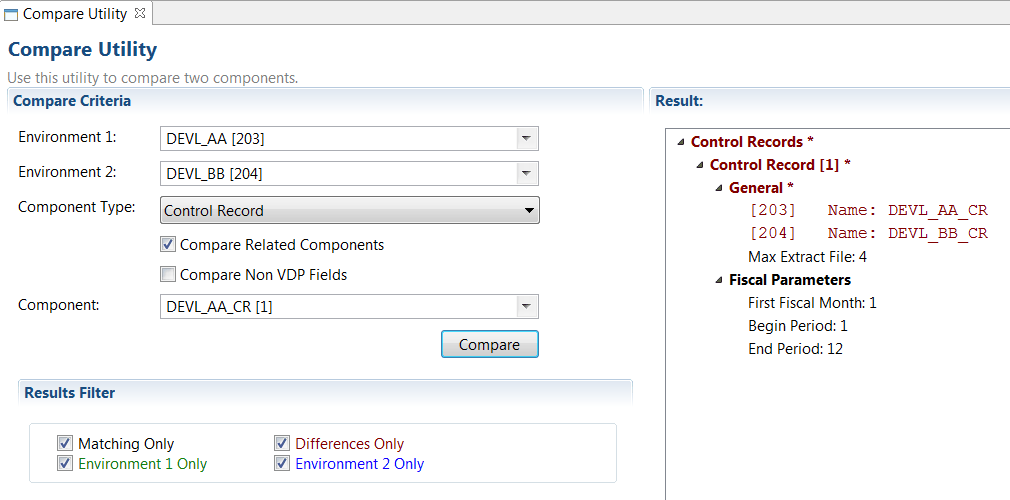 Compare Utility
Compare Utility
Use this utility to compare two components.
Compare Criteria
Environment 1: DEVL_AA [203]
Environment 2: DEVL_BB [204]
Component Type: Control Record
Compare Related Components
Compare Non VDP Fields
Component: DEVL_AA_CR [1]
Compare
Results Filter
Matching Only Differences Only
Environment 1 Only Environment 2 Only
Result:
Control Records *
Control Record [1] *
General *
[203] Name: DEVL_AA_CR
[204] Name: DEVL_BB_CR
Max Extract File: 4
Fiscal Parameters
First Fiscal Month: 1
Begin Period: 1
End Period: 12